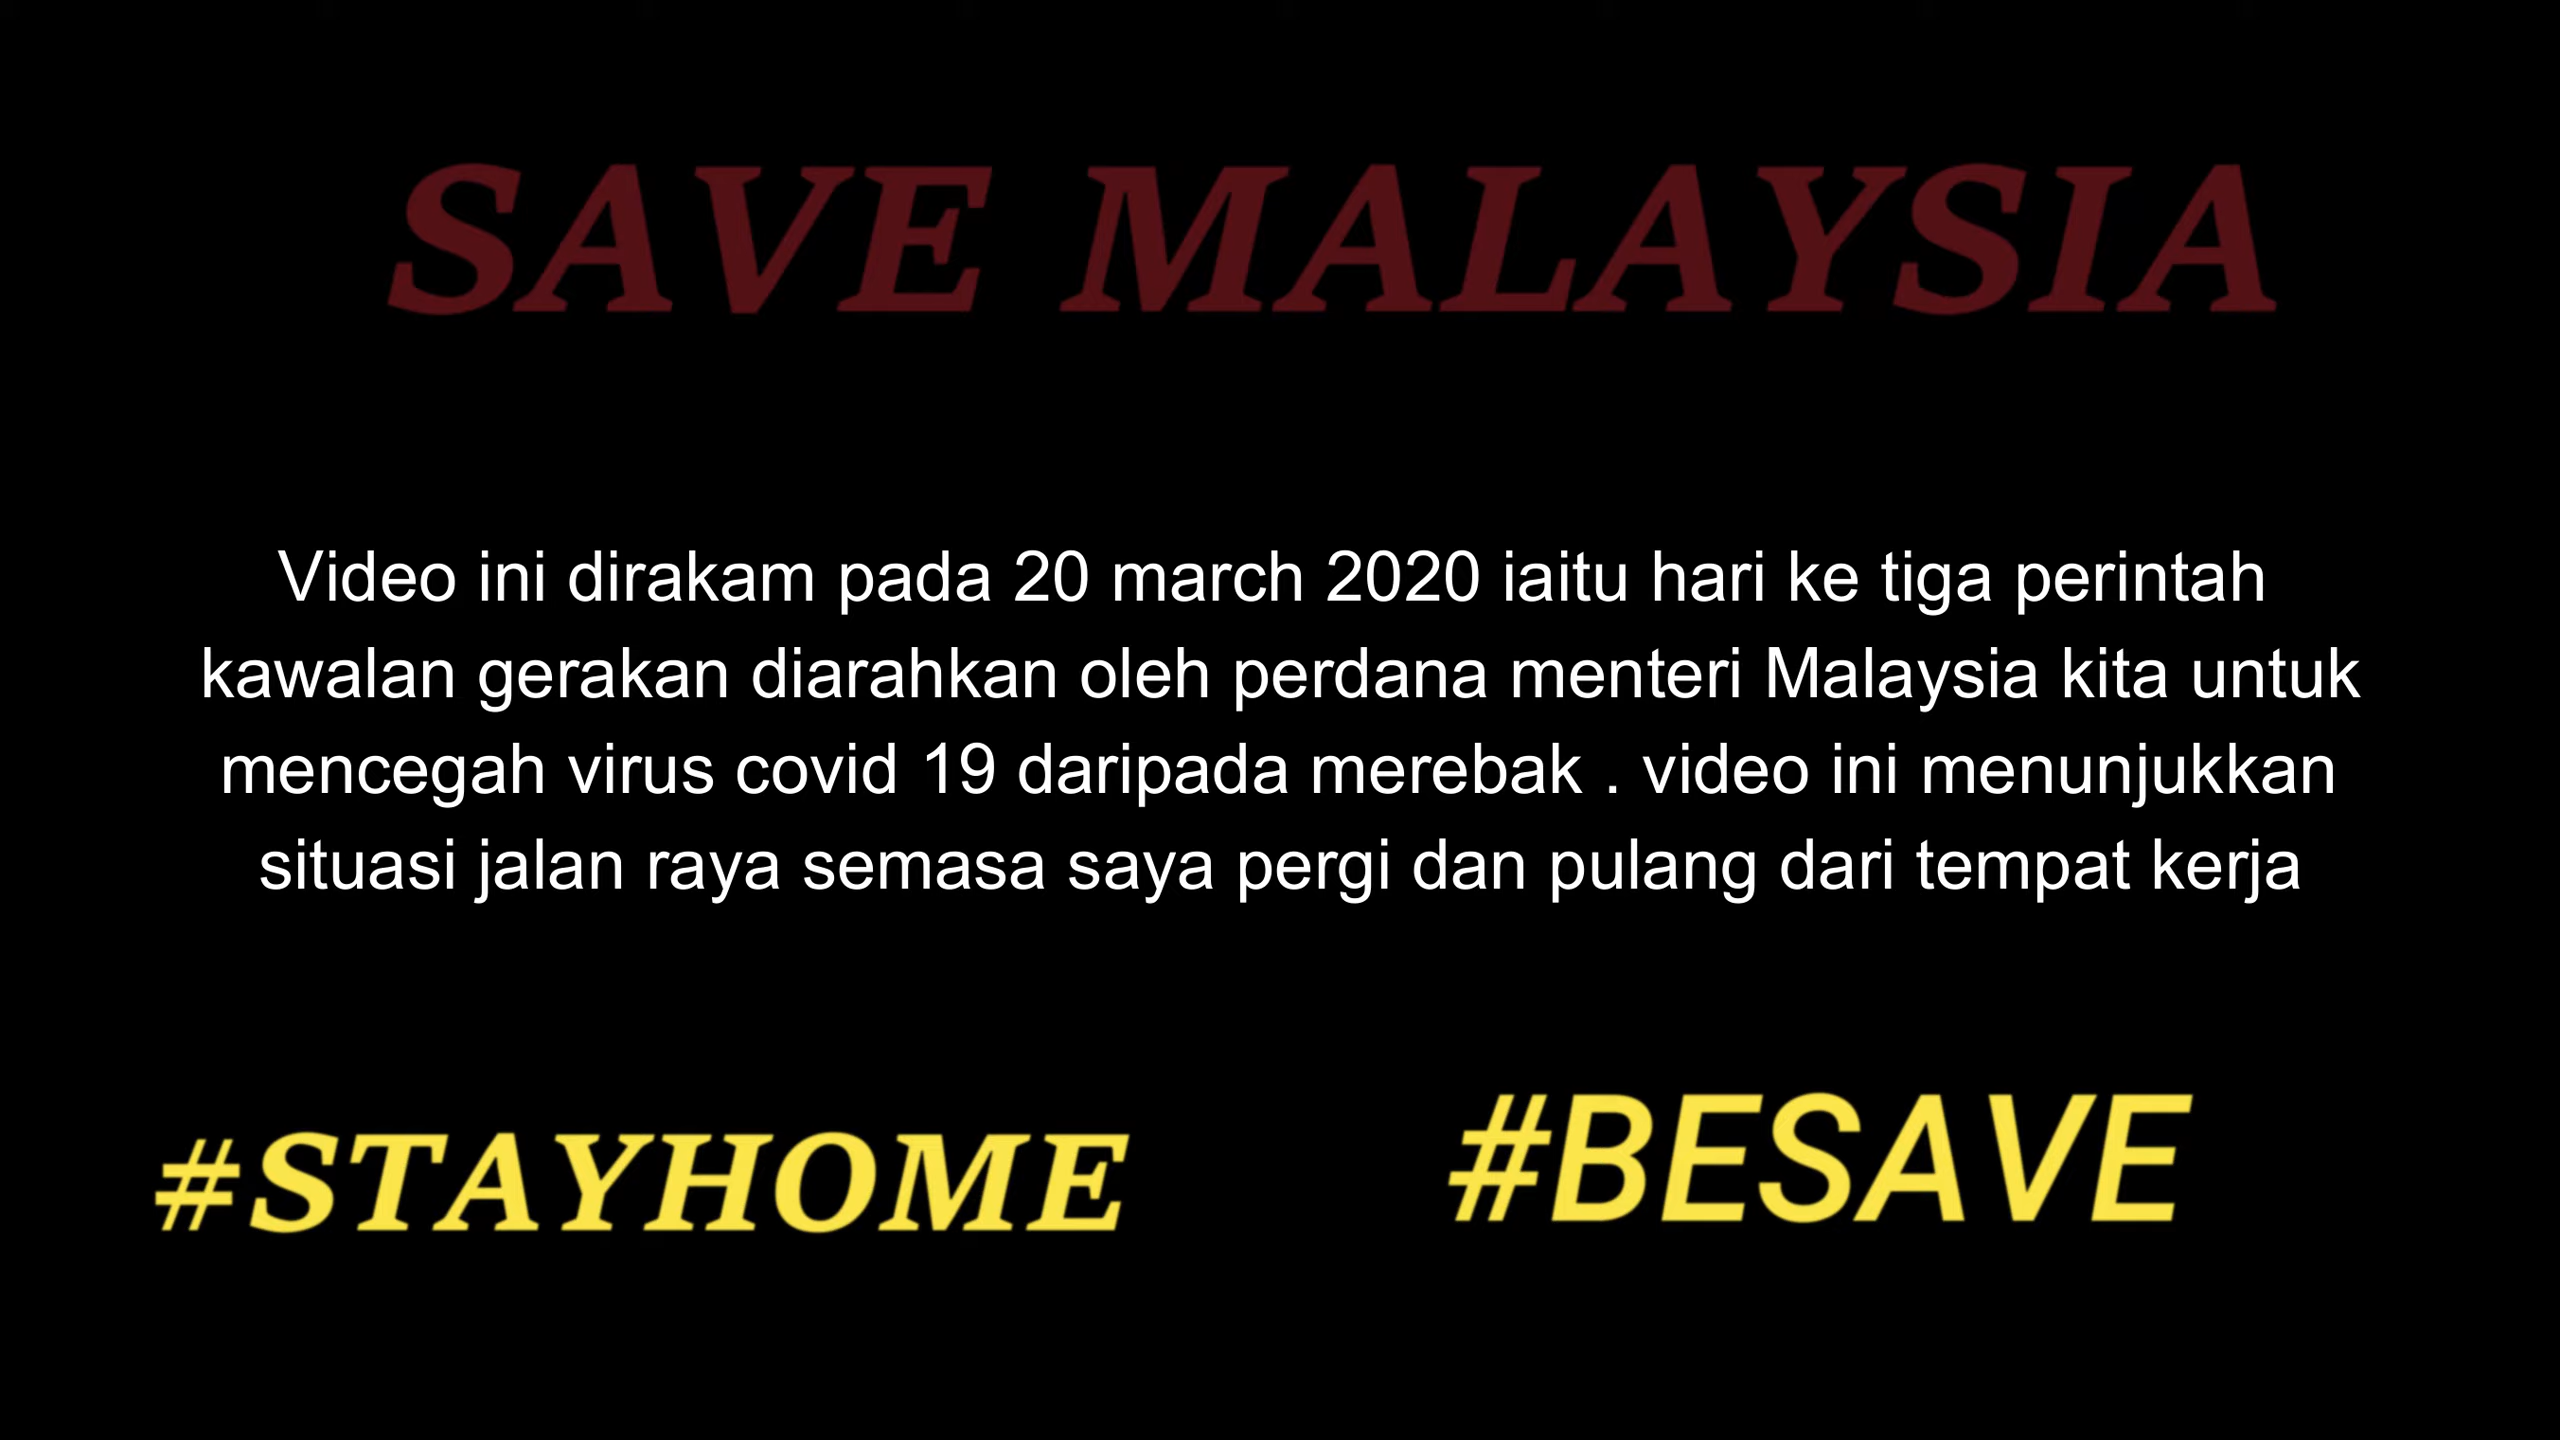 SAVE MALAYSIA
Video ini dirakam pada 20 march 2020 iaitu hari ke tiga perintah
kawalan gerakan diarahkan oleh perdana menteri Malaysia kita untuk
mencegah virus covid 19 daripada merebak . video ini menunjukkan
situasi jalan raya semasa saya pergi dan pulang dari tempat kerja
#STAYHOME
#BESAVE